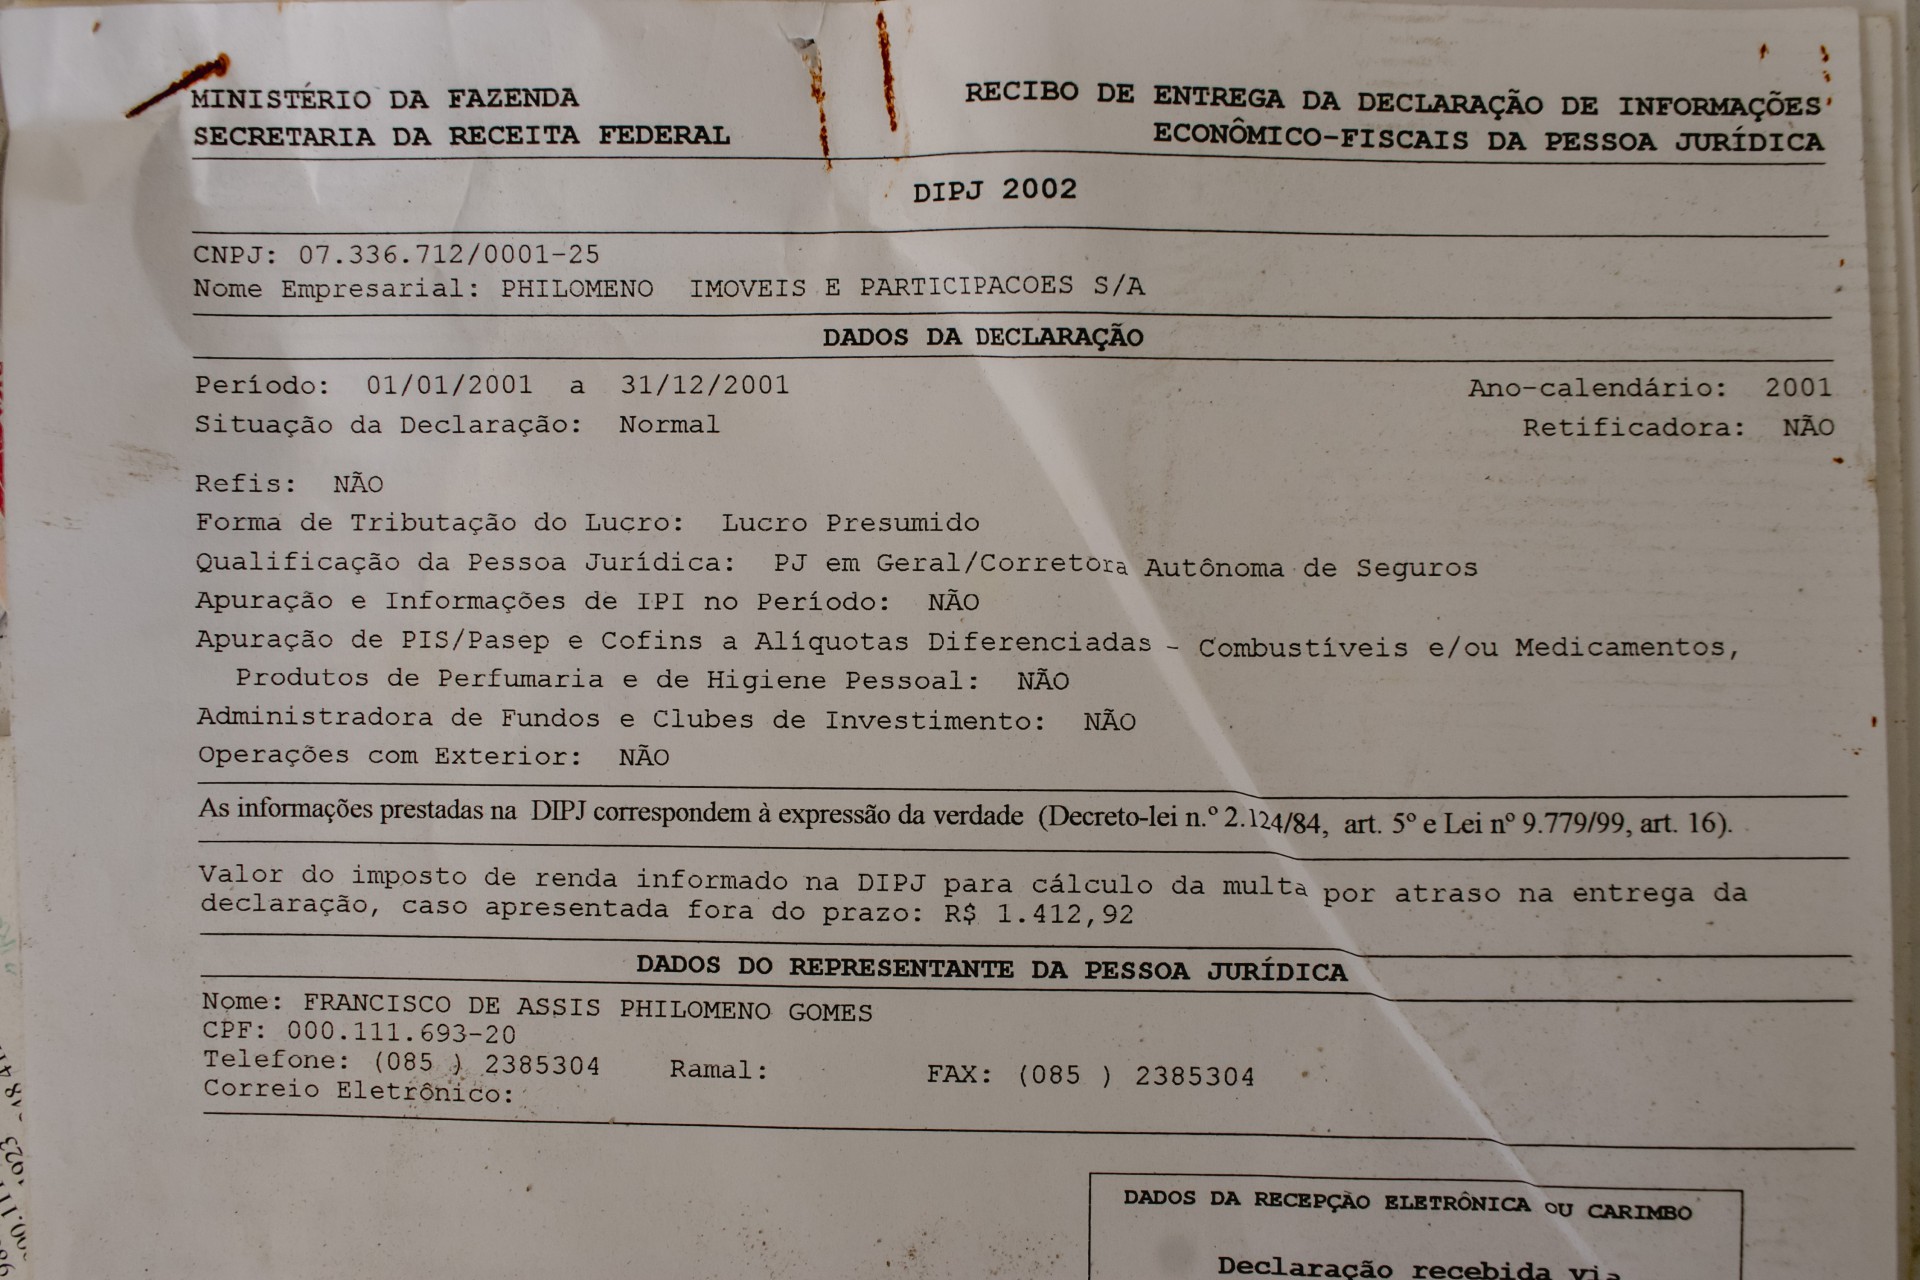 MINISTÉRIO DA FAZENDA
SECRETARIA DA RECEITA FEDERAL
RECIBO DE ENTREGA DA DECLARAÇÃO DE INFORMAÇÕES
ECONÔMICO-FISCAIS DA PESSOA JURÍDICA
DIPJ 2002
CNPJ: 07.336.712/0001-25
Nome Empresarial: PHILOMENO IMOVEIS E PARTICIPACOES S/A
DADOS DA DECLARAÇÃO
Período: 01/01/2001 a 31/12/2001 Ano-calendário: 2001
Situação da Declaração: Normal Retificadora: NÃO
Refis: NÃO
Forma de Tributação do Lucro: Lucro Presumido
Qualificação da Pessoa Jurídica: PJ em Geral/Corretora Autônoma de Seguros
Apuração e Informações de IPI no Período: NÃO
Apuração de PIS/Pasep e Cofins a Alíquotas Diferenciadas - Combustíveis e/ou Medicamentos,
Produtos de Perfumaria e de Higiene Pessoal: NÃO
Administradora de Fundos e Clubes de Investimento: NÃO
Operações com Exterior: NÃO
As informações prestadas na DIPJ correspondem à expressão da verdade (Decreto-lei n.º 2.124/84, art. 5º e Lei nº 9.779/99, art. 16).
Valor do imposto de renda informado na DIPJ para cálculo da multa por atraso na entrega da
declaração, caso apresentada fora do prazo: R$ 1.412,92
DADOS DO REPRESENTANTE DA PESSOA JURÍDICA
Nome: FRANCISCO DE ASSIS PHILOMENO GOMES
CPF: 000.111.693-20
Telefone: (085 ) 2385304 Ramal: FAX: (085 ) 2385304
Correio Eletrônico:
DADOS DA RECEPÇÃO ELETRÔNICA OU CARIMBO
Declaração recebida via